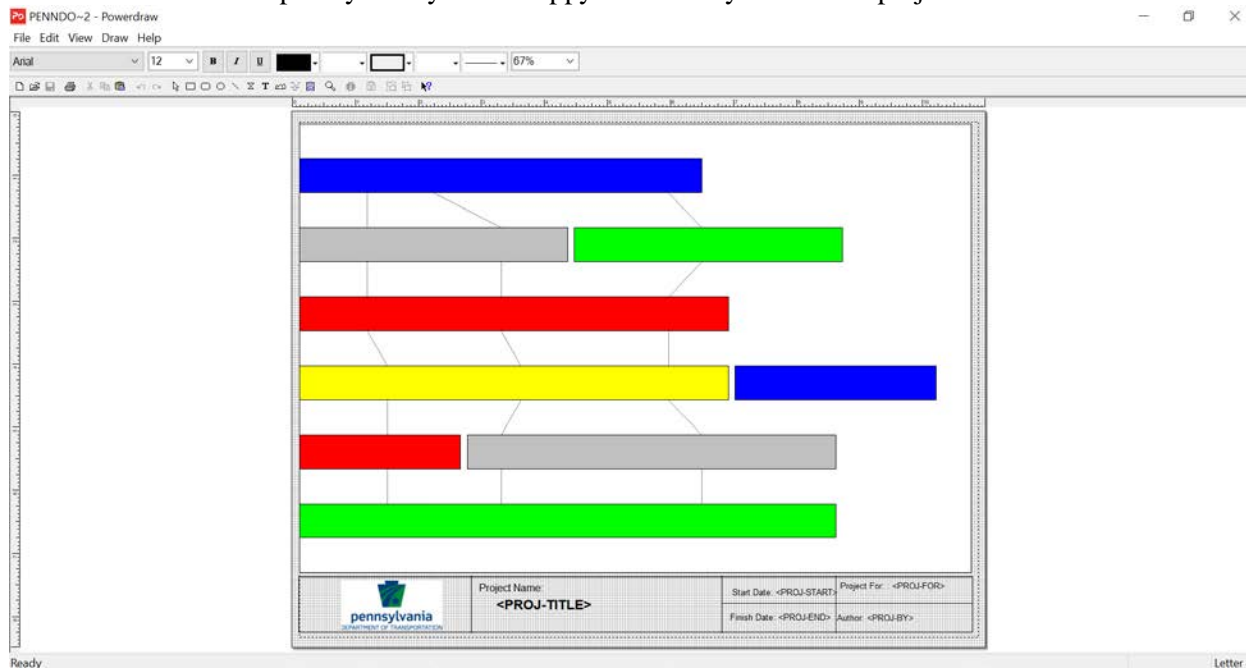 PENNDO~2 - Powerdraw
File Edit View Draw Help
Arial 12 B I U 67%
Project Name:
<PROJ-TITLE>
Start Date: <PROJ-START>
Project For: <PROJ-FOR>
pennsylvania
DEPARTMENT OF TRANSPORTATION
Finish Date: <PROJ-END>
Author: <PROJ-BY>
Ready Letter